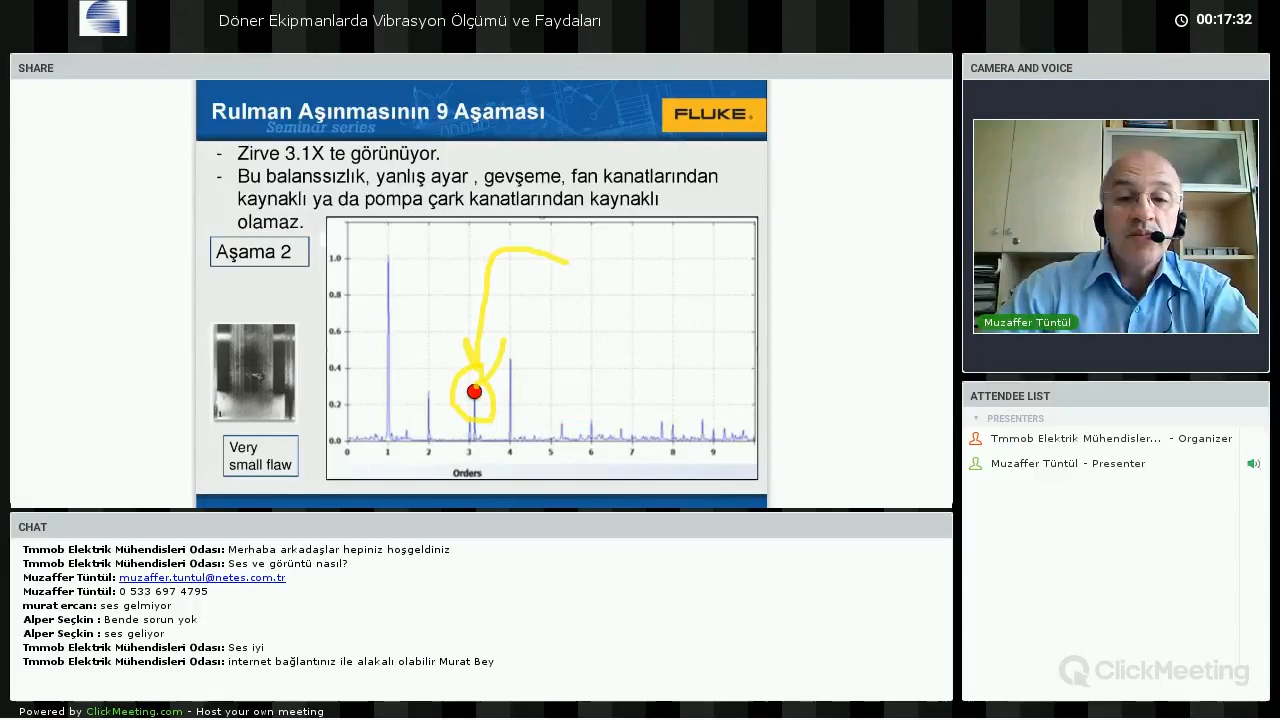 Döner Ekipmanlarda Vibrasyon Ölçümü ve Faydaları
00:17:32
SHARE
Rulman Aşınmasının 9 Aşaması
Seminar series
FLUKE®
- Zirve 3.1X te görünüyor.
- Bu balanssızlık, yanlış ayar , gevşeme, fan kanatlarından
kaynaklı ya da pompa çark kanatlarından kaynaklı
olamaz.
Aşama 2
1.0
0.8
0.6
0.4
0.2
0.0
0 1 2 3 4 5 6 7 8 9
Orders
Very
small flaw
CAMERA AND VOICE
Muzaffer Tüntül
ATTENDEE LIST
PRESENTERS
Tmmob Elektrik Mühendisler... - Organizer
Muzaffer Tüntül - Presenter
CHAT
Tmmob Elektrik Mühendisleri Odası: Merhaba arkadaşlar hepiniz hoşgeldiniz
Tmmob Elektrik Mühendisleri Odası: Ses ve görüntü nasıl?
Muzaffer Tüntül: muzaffer.tuntul@netes.com.tr
Muzaffer Tüntül: 0 533 697 4795
murat ercan: ses gelmiyor
Alper Seçkin : Bende sorun yok
Alper Seçkin : ses geliyor
Tmmob Elektrik Mühendisleri Odası: Ses iyi
Tmmob Elektrik Mühendisleri Odası: internet bağlantınız ile alakalı olabilir Murat Bey
ClickMeeting
Powered by ClickMeeting.com - Host your own meeting